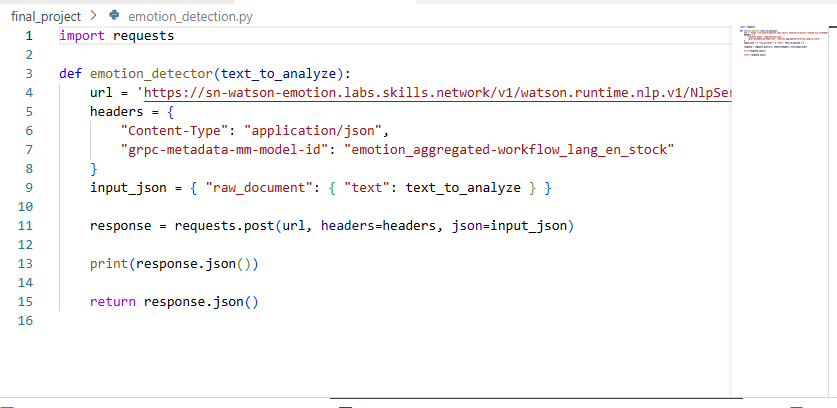 final_project > emotion_detection.py
1 import requests
2
3 def emotion_detector(text_to_analyze):
4 url = 'https://sn-watson-emotion.labs.skills.network/v1/watson.runtime.nlp.v1/NlpSer
5 headers = {
6 "Content-Type": "application/json",
7 "grpc-metadata-mm-model-id": "emotion_aggregated-workflow_lang_en_stock"
8 }
9 input_json = { "raw_document": { "text": text_to_analyze } }
10
11 response = requests.post(url, headers=headers, json=input_json)
12
13 print(response.json())
14
15 return response.json()
16